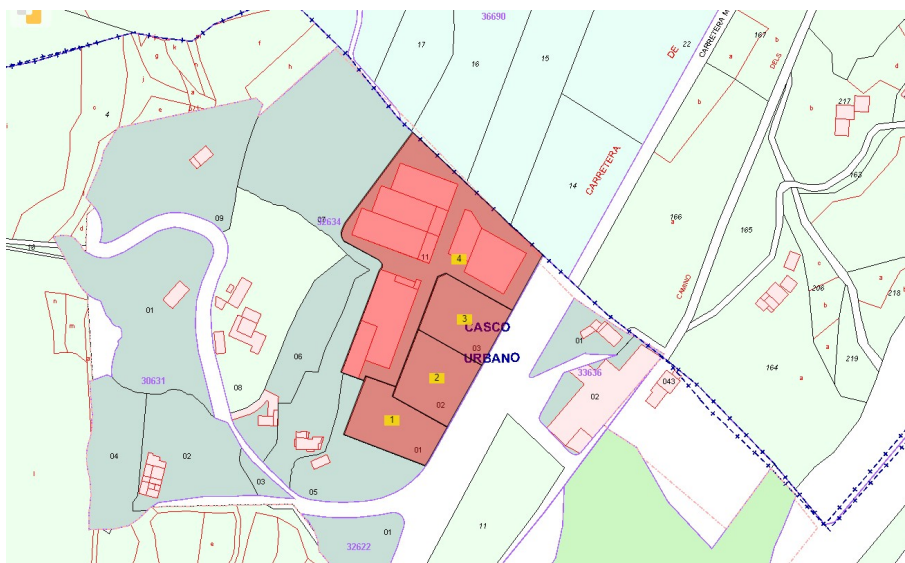 36690
17
16
15
14
DE
22
CARRETERA M
CARRETERA
167
a
b
b
DELS
CAMINO
166
a
165
164
a
217
b
a
d
163
c
206
b
a
218
b
219
a
f
h
k
g
n
j
a
e
c
4
d
i
18
09
07
32634
11
4
3
03
CASCO
URBANO
2
02
1
01
01
33636
02
043
n
m
01
30631
06
08
04
02
03
05
01
32622
11
e
l